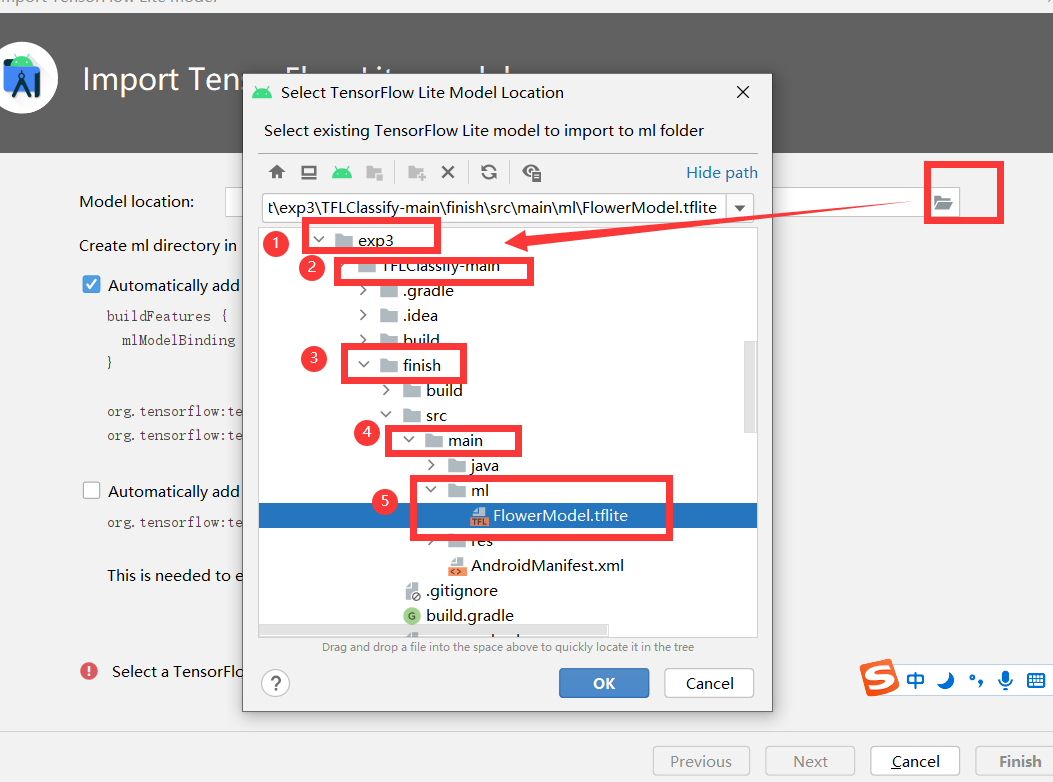 Import TensorFlow Lite model
Import Tens
Select TensorFlow Lite Model Location
Select existing TensorFlow Lite model to import to ml folder
Hide path
Model location:
t\exp3\TFLClassify-main\finish\src\main\ml\FlowerModel.tflite
1
exp3
Create ml directory in
2
TFLClassify-main
Automatically add
.gradle
buildFeatures {
.idea
mlModelBinding
build
}
3
finish
build
org.tensorflow:te
src
org.tensorflow:te
4
main
java
Automatically add
5
ml
FlowerModel.tflite
TFL
org.tensorflow:te
res
AndroidManifest.xml
This is needed to e
.gitignore
G
build.gradle
Drag and drop a file into the space above to quickly locate it in the tree
Select a TensorFlo
?
OK
Cancel
S
中
Previous
Next
Cancel
Finish